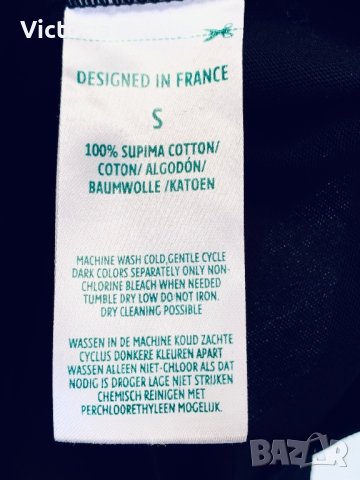 Vict
DESIGNED IN FRANCE
S
100% SUPIMA COTTON/
COTON/ ALGODÓN/
BAUMWOLLE /KATOEN
MACHINE WASH COLD,GENTLE CYCLE
DARK COLORS SEPARATELY ONLY NON-
CHLORINE BLEACH WHEN NEEDED
TUMBLE DRY LOW DO NOT IRON.
DRY CLEANING POSSIBLE
WASSEN IN DE MACHINE KOUD ZACHTE
CYCLUS DONKERE KLEUREN APART
WASSEN ALLEEN NIET-CHLOOR ALS DAT
NODIG IS DROGER LAGE NIET STRIJKEN
CHEMISCH REINIGEN MET
PERCHLOORETHYLEEN MOGELIJK.
BAZAR